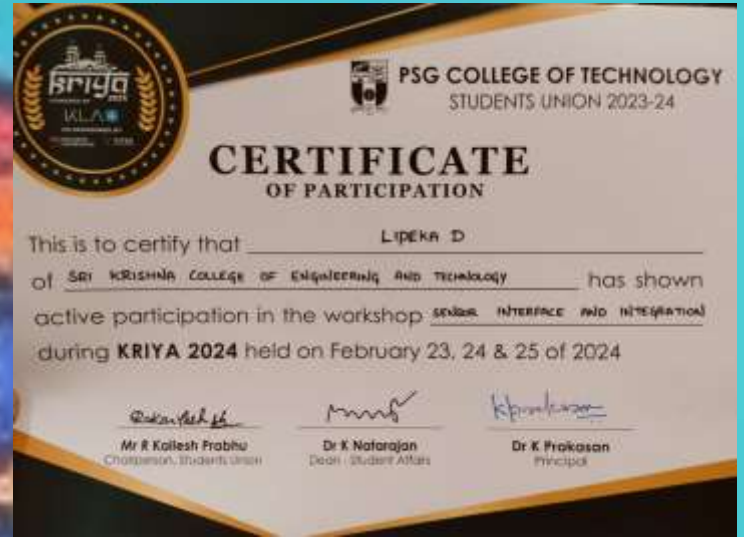 Kriya
2024
KLA
PSG COLLEGE OF TECHNOLOGY
STUDENTS UNION 2023-24
CERTIFICATE
OF PARTICIPATION
This is to certify that LIPEKA D
of SRI KRISHNA COLLEGE OF ENGINEERING AND TECHNOLOGY has shown
active participation in the workshop SENSOR INTERFACE AND INTEGRATION
during KRIYA 2024 held on February 23, 24 & 25 of 2024
Mr R Kailesh Prabhu Dr K Natarajan Dr K Prakasan
Chairperson, Students Union Dean - Student Affairs Principal